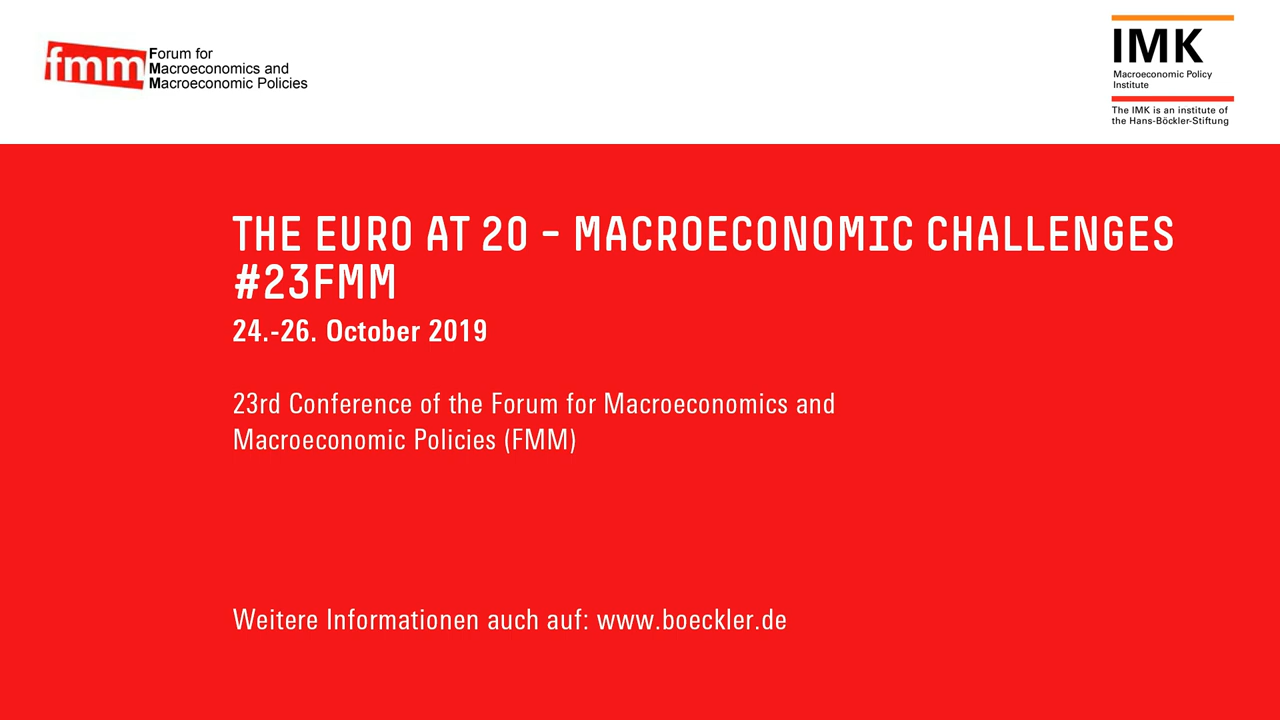 fmm
Forum for
Macroeconomics and
Macroeconomic Policies
IMK
Macroeconomic Policy
Institute
The IMK is an institute of
the Hans-Böckler-Stiftung
THE EURO AT 20 – MACROECONOMIC CHALLENGES
#23FMM
24.-26. October 2019
23rd Conference of the Forum for Macroeconomics and
Macroeconomic Policies (FMM)
Weitere Informationen auch auf: www.boeckler.de